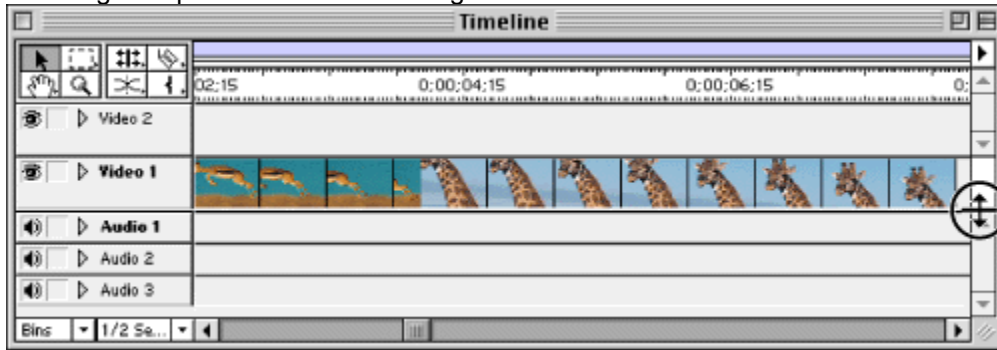 Timeline
02;15 0;00;04;15 0;00;06;15 0;
Video 2
Video 1
Audio 1
Audio 2
Audio 3
Bins 1/2 Se...